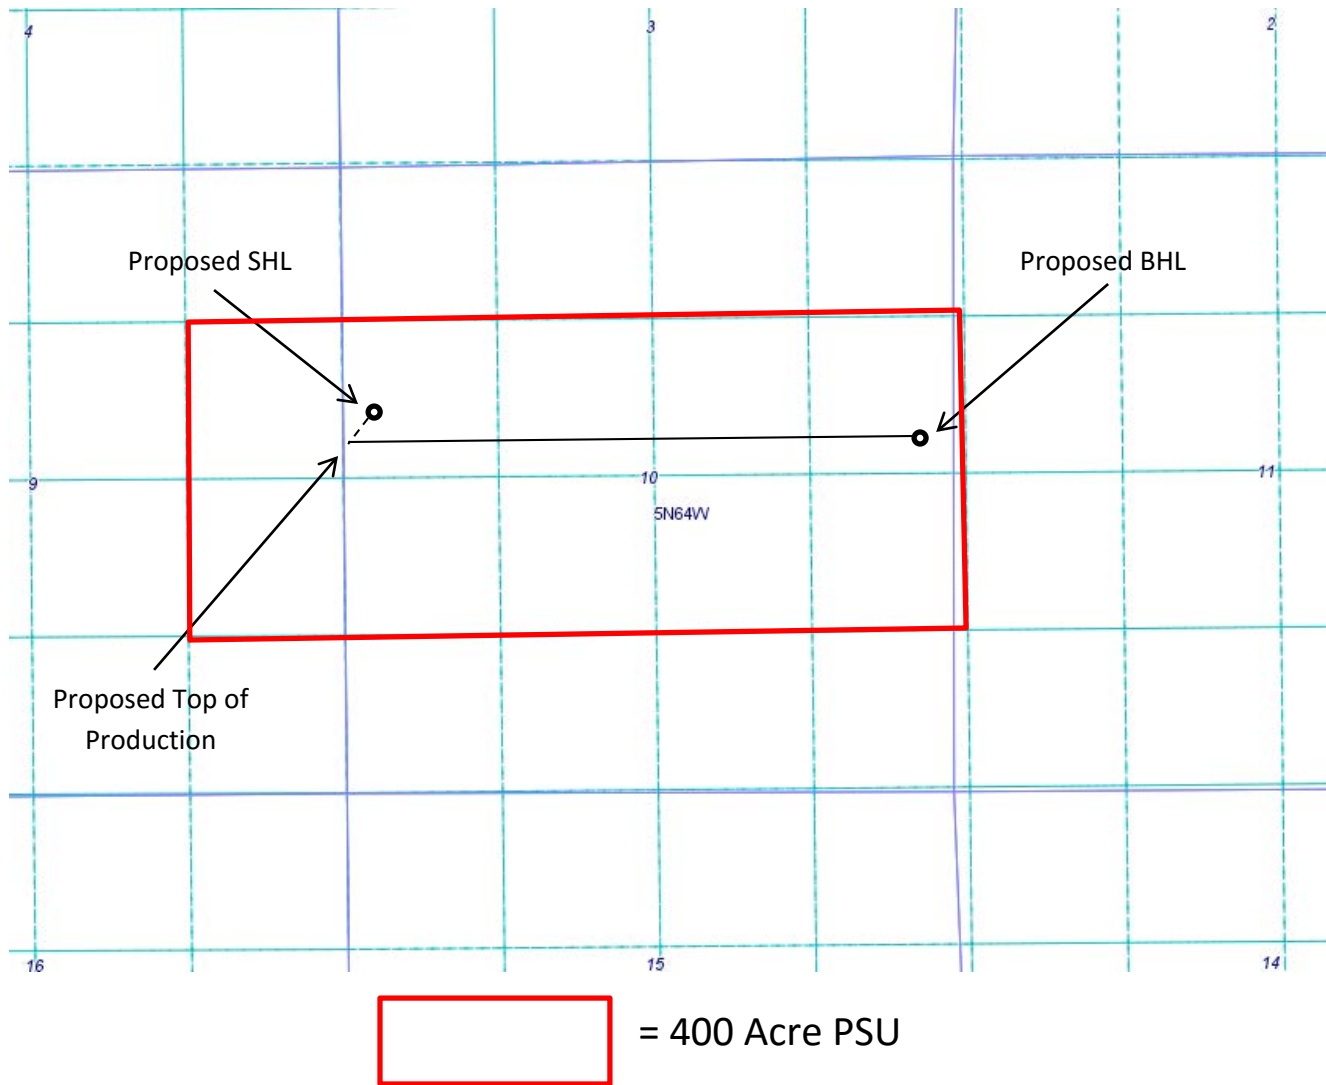 4
3
2
Proposed SHL
Proposed BHL
9
10
11
5N64W
Proposed Top of
Production
16
15
14
= 400 Acre PSU